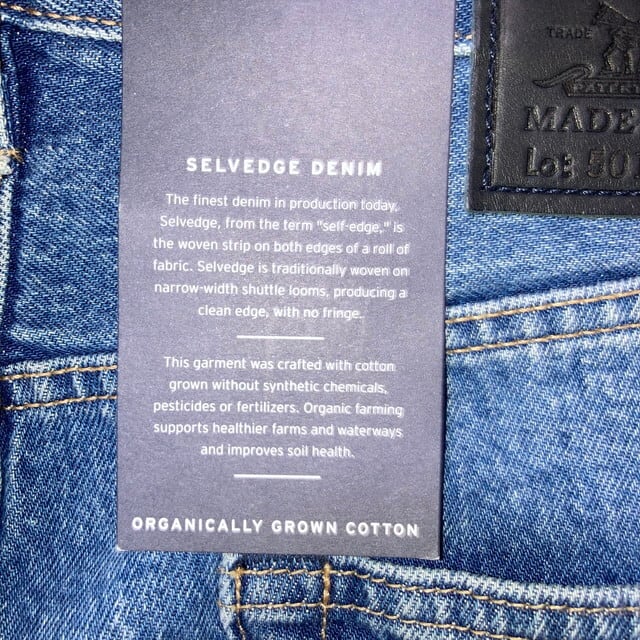 TRADE
MADE
Lot 501
SELVEDGE DENIM
The finest denim in production today.
Selvedge, from the term "self-edge," is
the woven strip on both edges of a roll of
fabric. Selvedge is traditionally woven on
narrow-width shuttle looms, producing a
clean edge, with no fringe.
This garment was crafted with cotton
grown without synthetic chemicals,
pesticides or fertilizers. Organic farming
supports healthier farms and waterways
and improves soil health.
ORGANICALLY GROWN COTTON